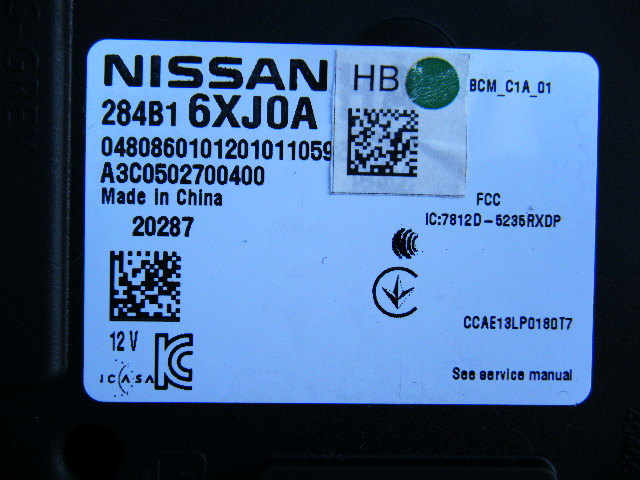 NISSAN
HB
BCM_C1A_01
284B1 6XJ0A
0480860101201011059
A3C0502700400
Made in China
20287
FCC
IC:7812D-5235RXDP
CCAE13LP0180T7
12 V
ICASA
See service manual